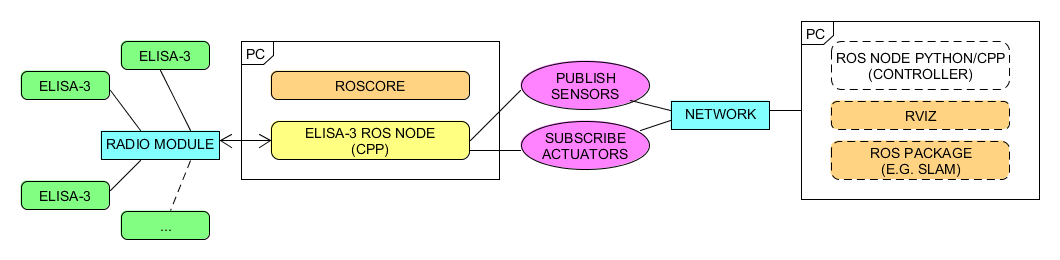 ELISA-3
ELISA-3
RADIO MODULE
ELISA-3
...
PC
ROSCORE
ELISA-3 ROS NODE
(CPP)
PUBLISH
SENSORS
SUBSCRIBE
ACTUATORS
NETWORK
PC
ROS NODE PYTHON/CPP
(CONTROLLER)
RVIZ
ROS PACKAGE
(E.G. SLAM)